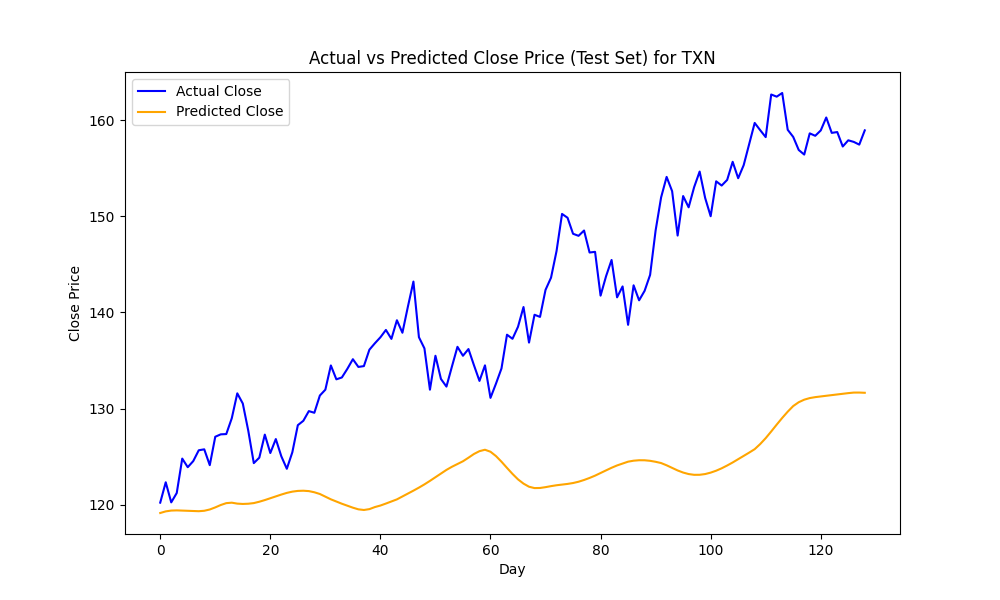 Actual vs Predicted Close Price (Test Set) for TXN
Actual Close
Predicted Close
160
150
140
130
120
Close Price
0 20 40 60 80 100 120
Day